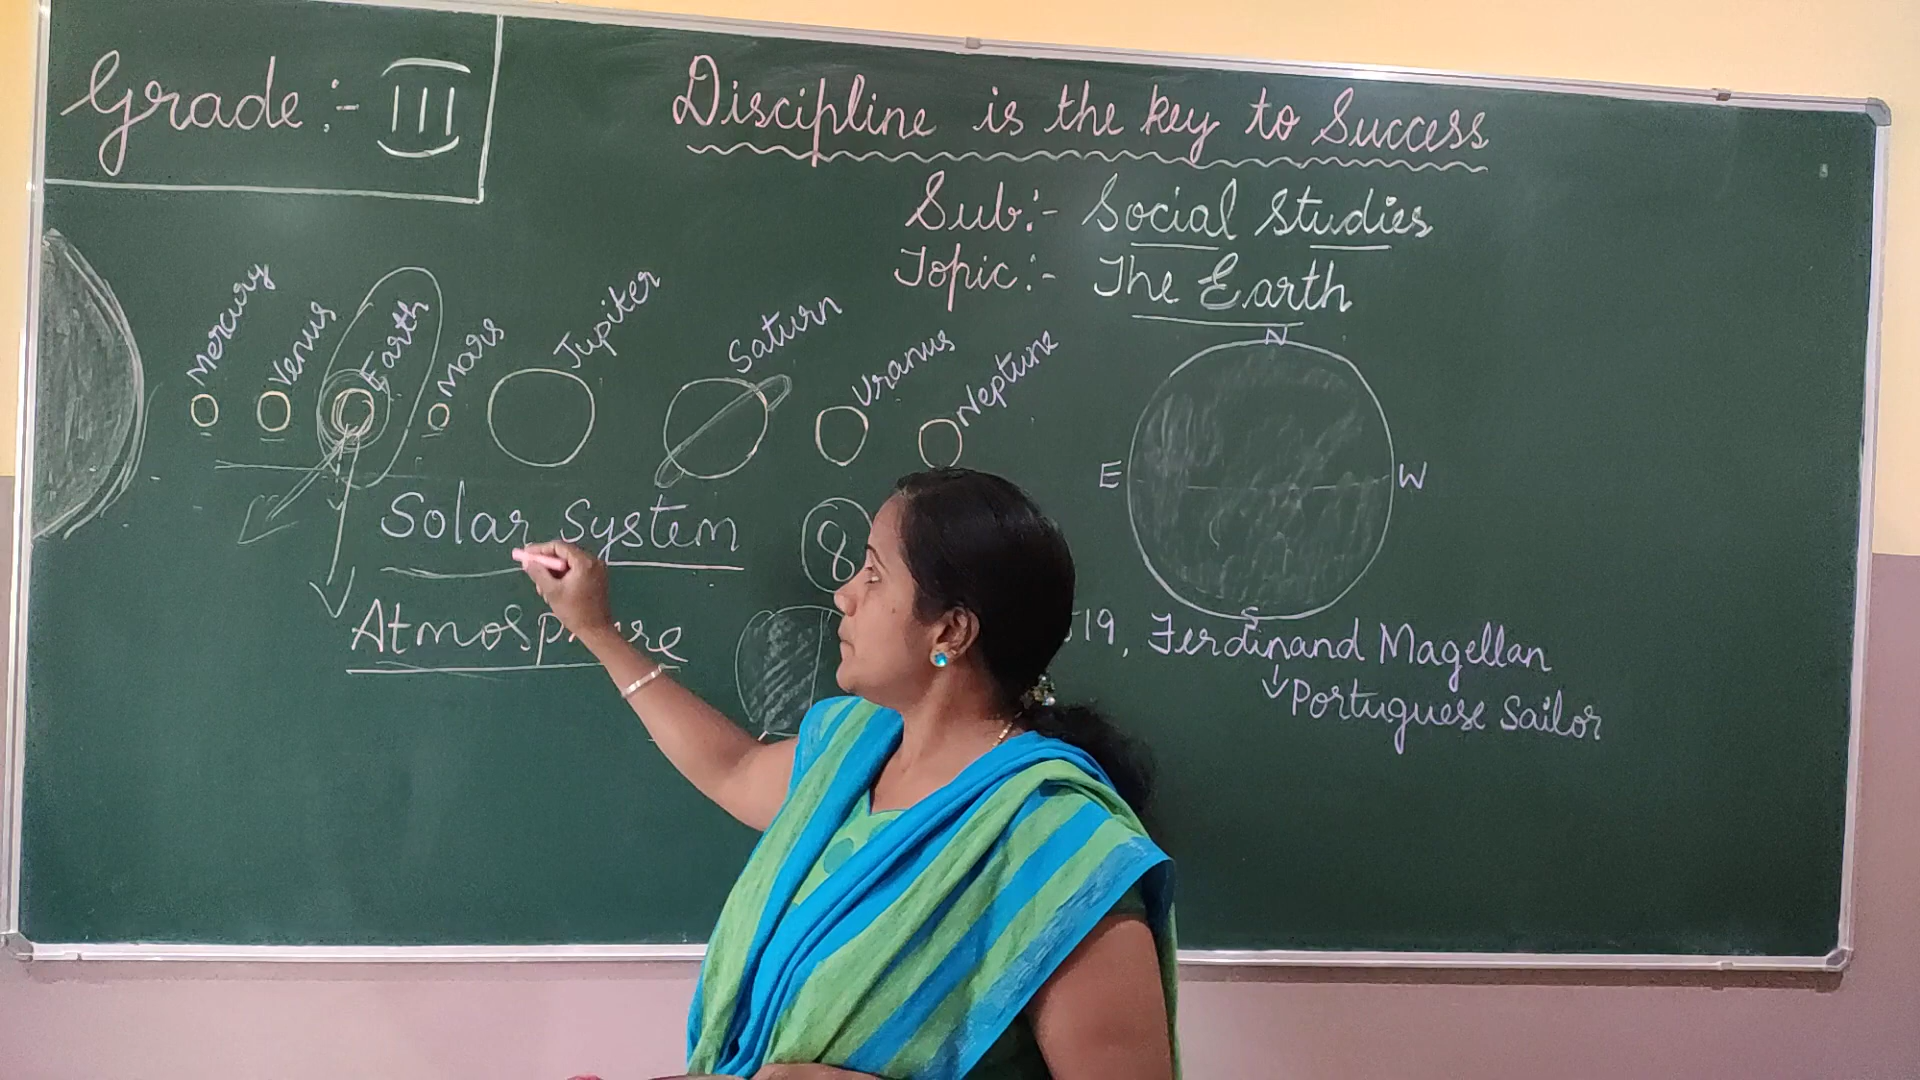 Grade :- III
Discipline is the key to Success
Sub :- Social Studies
Topic :- The Earth
Mercury
Venus
Earth
Mars
Jupiter
Saturn
Uranus
Neptune
N
E
W
S
Solar System
8
Atmosphere
19, Ferdinand Magellan
Portuguese Sailor